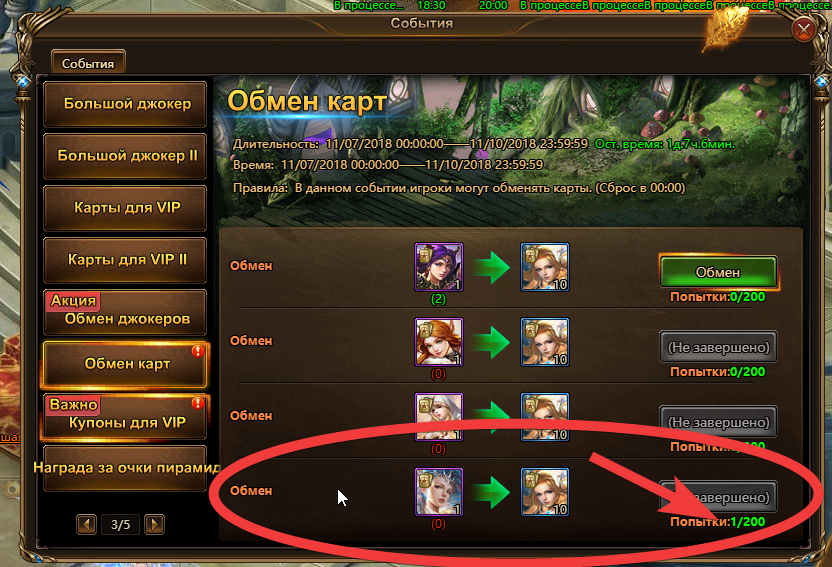 В процессе... 18:30 20:00 В процессеВ процессеВ процессеВ процессеВ процессе...
События
События
Большой джокер
Большой джокер II
Карты для VIP
Карты для VIP II
Акция
Обмен джокеров
Обмен карт
Важно
Купоны для VIP
Награда за очки пирамид
3/5
Обмен карт
Длительность: 11/07/2018 00:00:00——11/10/2018 23:59:59 Ост. время: 1д.7ч.6мин.
Время: 11/07/2018 00:00:00——11/10/2018 23:59:59
Правила: В данном событии игроки могут обменять карты. (Сброс в 00:00)
Обмен 1 10 Обмен
(2) Попытки:0/200
Обмен 1 10 (Не завершено)
(0) Попытки:0/200
Обмен 1 10 (Не завершено)
(0) Попытки:
Обмен 1 10 завершено)
(0) Попытки:1/200